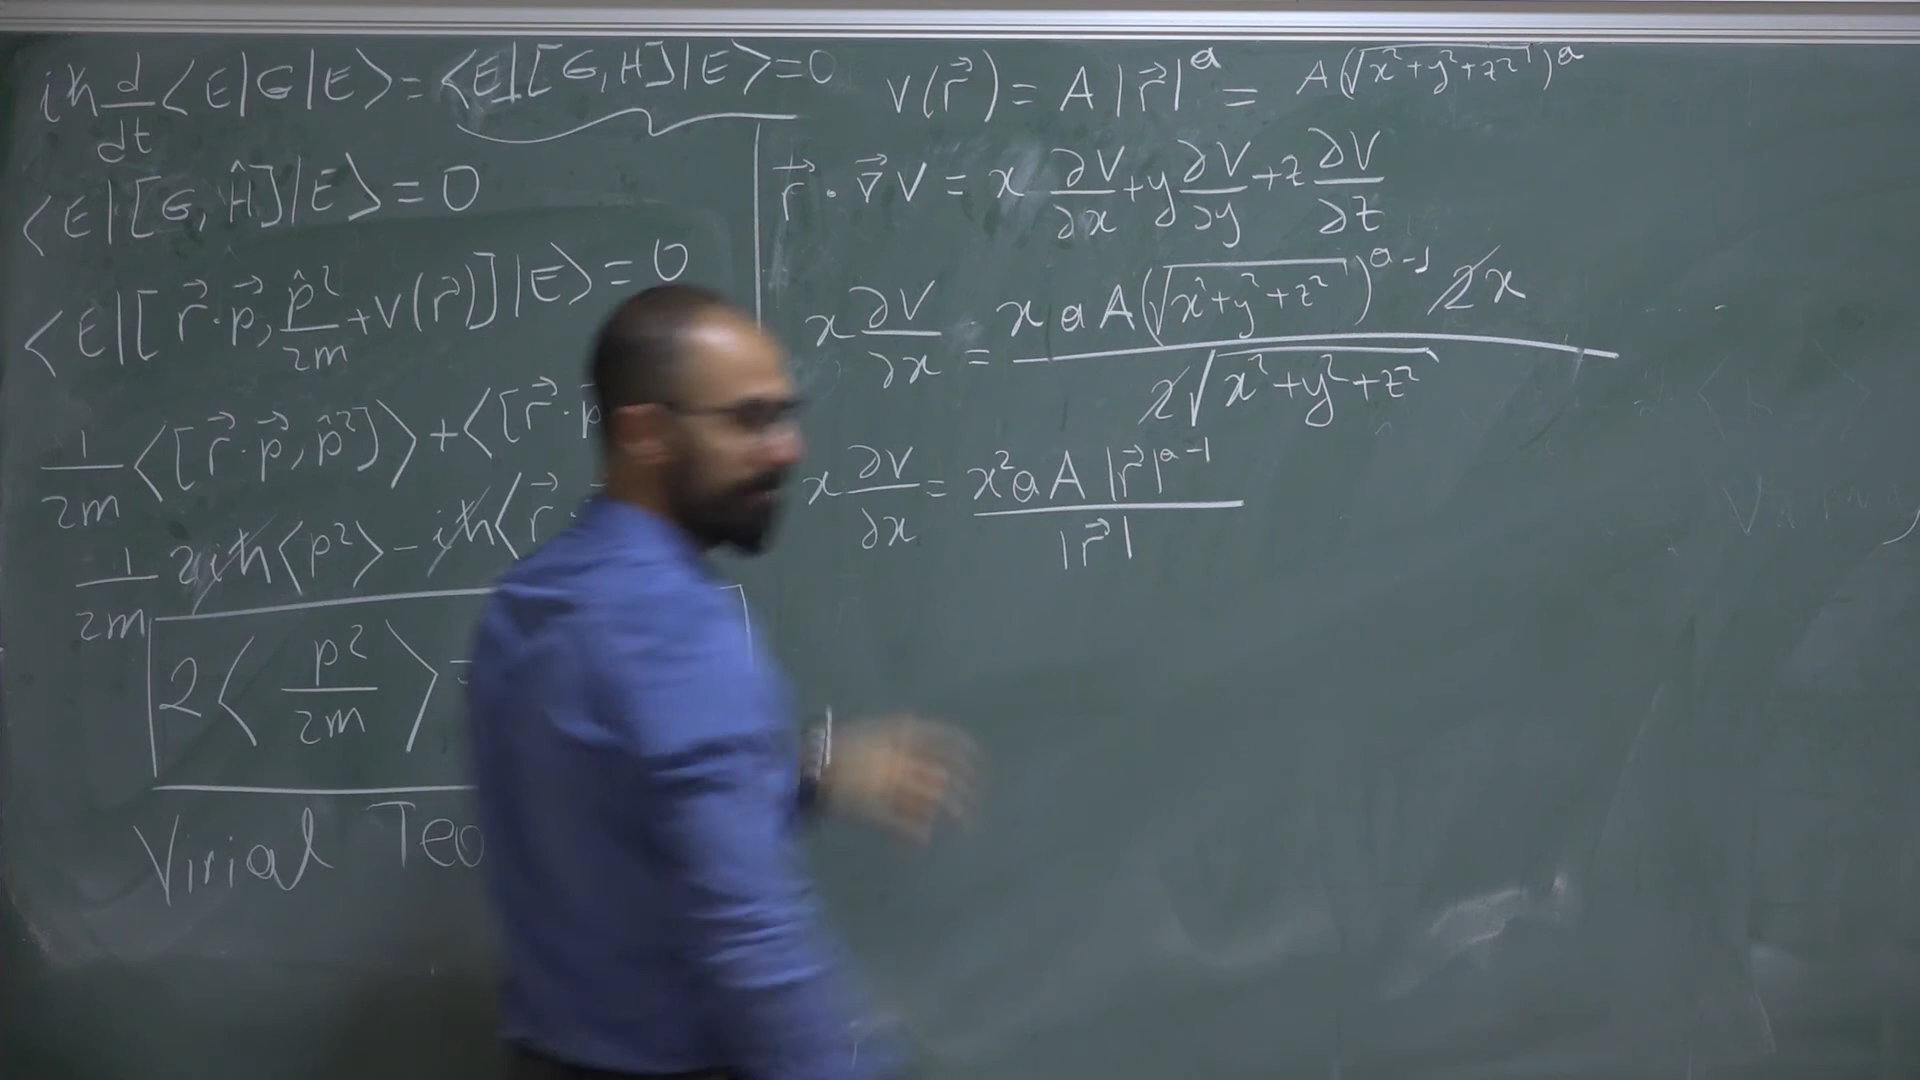 iħ d/dt ⟨E|G|E⟩ = ⟨E|[G,H]|E⟩ = 0
⟨E|[G, Ĥ]|E⟩ = 0
⟨E|[r⃗·p⃗, p̂²/2m + V(r⃗)]|E⟩ = 0
1/2m ⟨[r⃗·p⃗, p̂²]⟩ + ⟨[r⃗·p
1/2m 2iħ⟨p²⟩ - iħ⟨r⃗·
2⟨p²/2m⟩ =
Virial Teo
V(r⃗) = A|r⃗|^a = A(√(x²+y²+z²))^a
r⃗·∇⃗V = x ∂V/∂x + y ∂V/∂y + z ∂V/∂z
x ∂V/∂x = x a A(√(x²+y²+z²))^(a-1) 2x / 2√(x²+y²+z²)
x ∂V/∂x = x² a A |r⃗|^(a-1) / |r⃗|